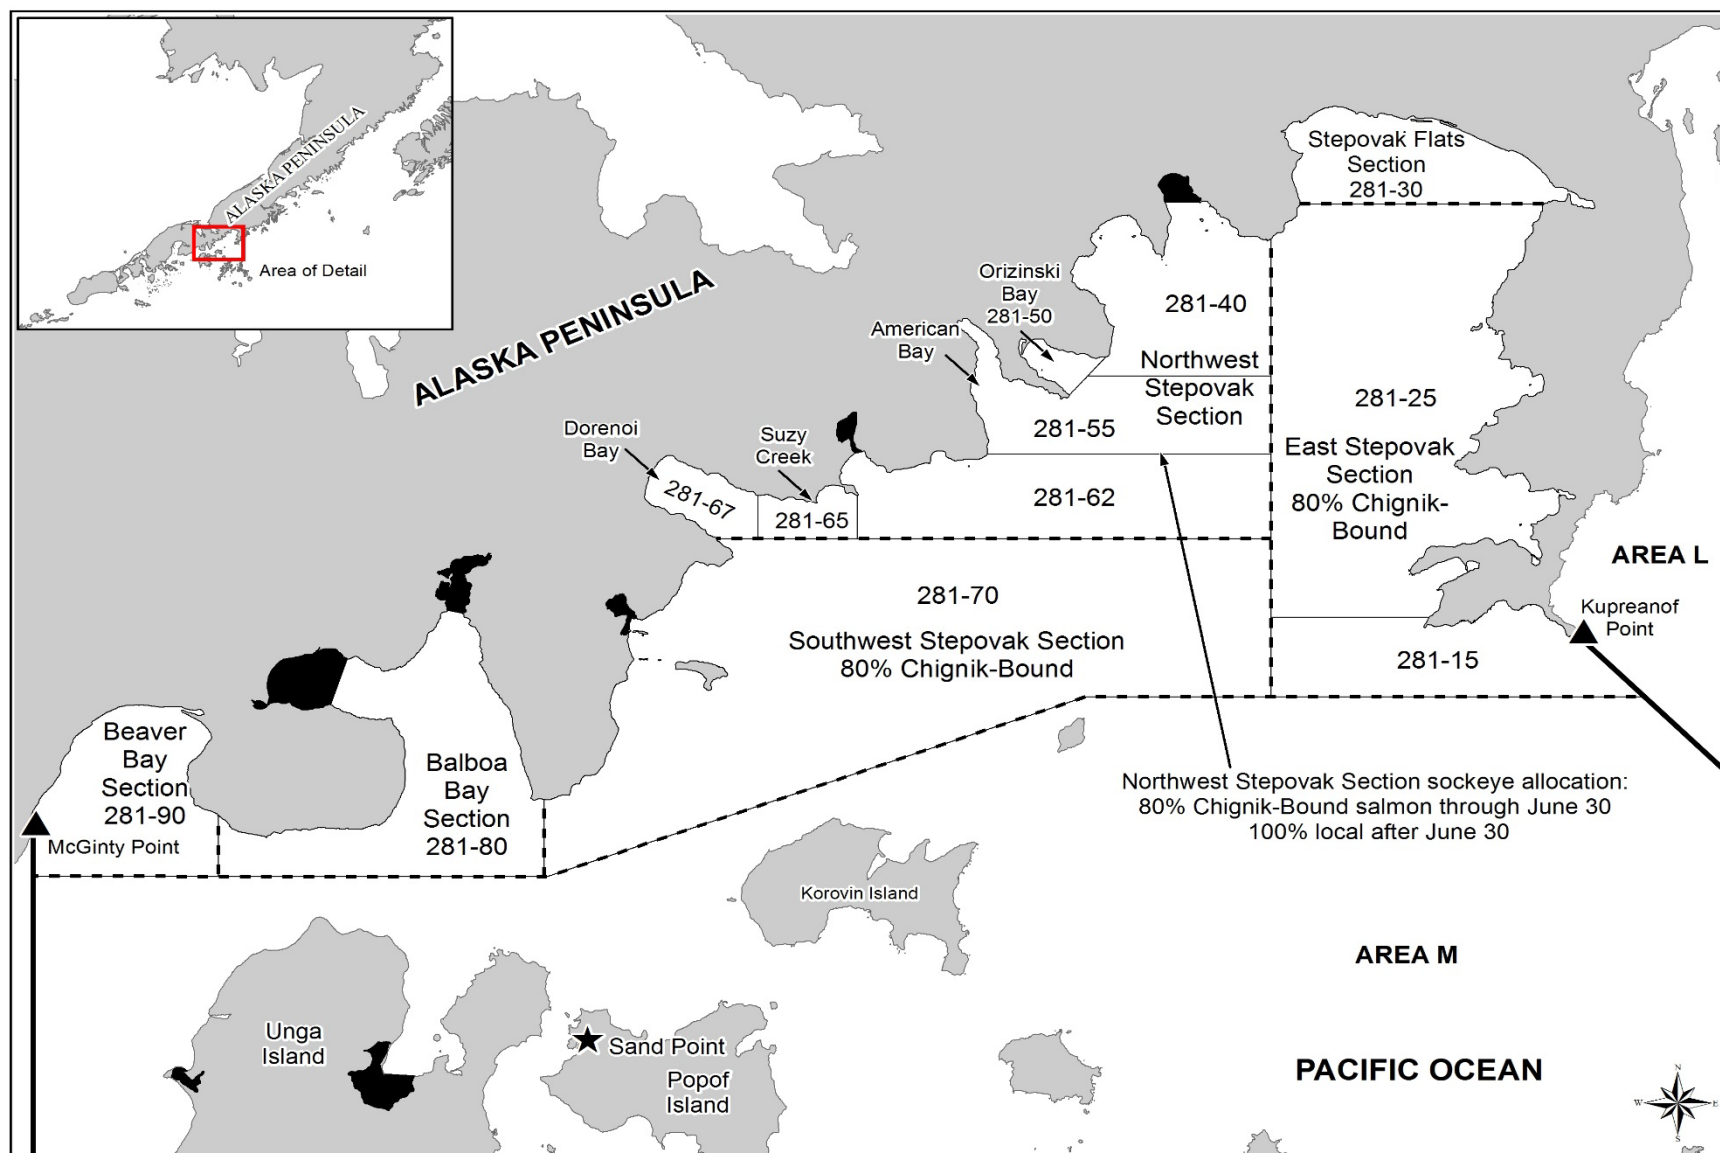 ALASKA PENINSULA
Area of Detail
Stepovak Flats
Section
281-30
Orizinski
Bay
281-50
281-40
American
Bay
Northwest
Stepovak
Section
281-25
ALASKA PENINSULA
281-55
East Stepovak
Section
80% Chignik-
Bound
Dorenoi
Bay
Suzy
Creek
281-67
281-65
281-62
AREA L
281-70
Southwest Stepovak Section
80% Chignik-Bound
Kupreanof
Point
281-15
Beaver
Bay
Section
281-90
Balboa
Bay
Section
281-80
McGinty Point
Northwest Stepovak Section sockeye allocation:
80% Chignik-Bound salmon through June 30
100% local after June 30
Korovin Island
AREA M
Unga
Island
Sand Point
Popof
Island
PACIFIC OCEAN
N
W
E
S